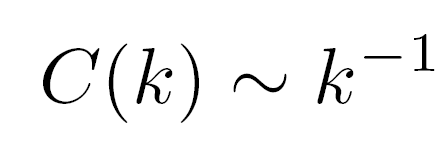 C(k) ∼ k⁻¹